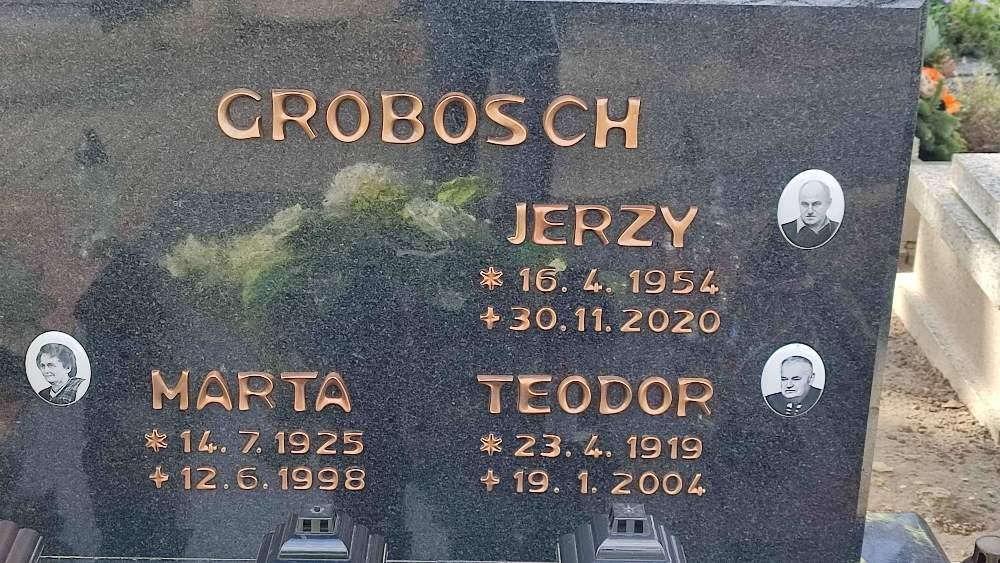 GROBOSCH
JERZY
* 16. 4. 1954
+ 30. 11. 2020
MARTA
* 14. 7. 1925
+ 12. 6. 1998
TEODOR
* 23. 4. 1919
+ 19. 1. 2004